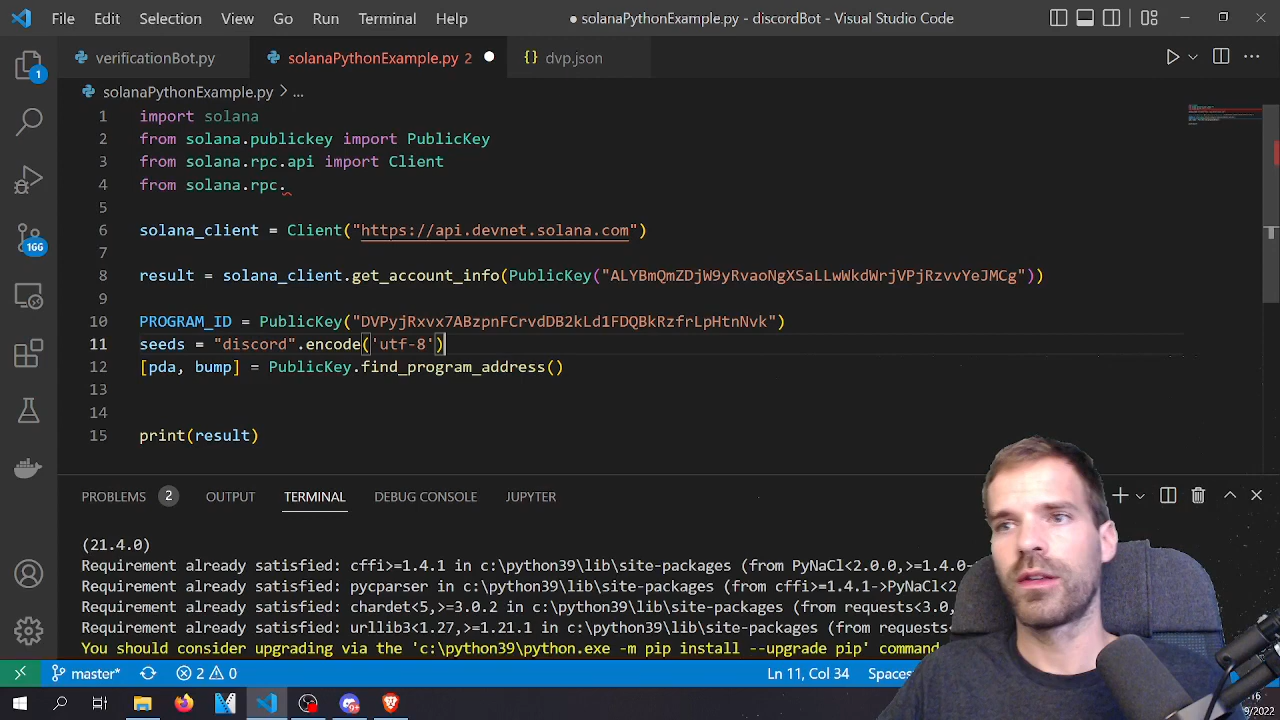 File Edit Selection View Go Run Terminal Help ● solanaPythonExample.py - discordBot - Visual Studio Code
verificationBot.py solanaPythonExample.py 2 {} dvp.json
1
solanaPythonExample.py > ...
1 import solana
2 from solana.publickey import PublicKey
3 from solana.rpc.api import Client
4 from solana.rpc.
5
6 solana_client = Client("https://api.devnet.solana.com")
7
8 result = solana_client.get_account_info(PublicKey("ALYBmQmZDjW9yRvaoNgXSaLLwWkdWrjVPjRzvvYeJMCg"))
9
10 PROGRAM_ID = PublicKey("DVPyjRxvx7ABzpnFCrvdDB2kLd1FDQBkRzfrLpHtnNvk")
11 seeds = "discord".encode('utf-8')
12 [pda, bump] = PublicKey.find_program_address()
13
14
15 print(result)
166
PROBLEMS 2 OUTPUT TERMINAL DEBUG CONSOLE JUPYTER
(21.4.0)
Requirement already satisfied: cffi>=1.4.1 in c:\python39\lib\site-packages (from PyNaCl<2.0.0,>=1.4.0-
Requirement already satisfied: pycparser in c:\python39\lib\site-packages (from cffi>=1.4.1->PyNaCl<2
Requirement already satisfied: chardet<5,>=3.0.2 in c:\python39\lib\site-packages (from requests<3.0,
Requirement already satisfied: urllib3<1.27,>=1.21.1 in c:\python39\lib\site-packages (from requests<
You should consider upgrading via the 'c:\python39\python.exe -m pip install --upgrade pip' command
master* 2 0 Ln 11, Col 34 Spaces
16
/2022